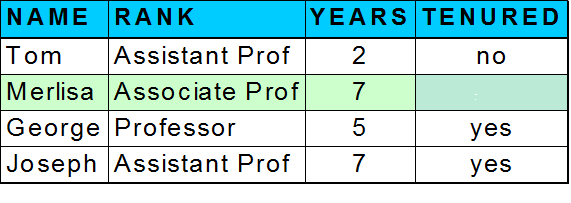 NAME RANK YEARS TENURED
Tom Assistant Prof 2 no
Merlisa Associate Prof 7
George Professor 5 yes
Joseph Assistant Prof 7 yes